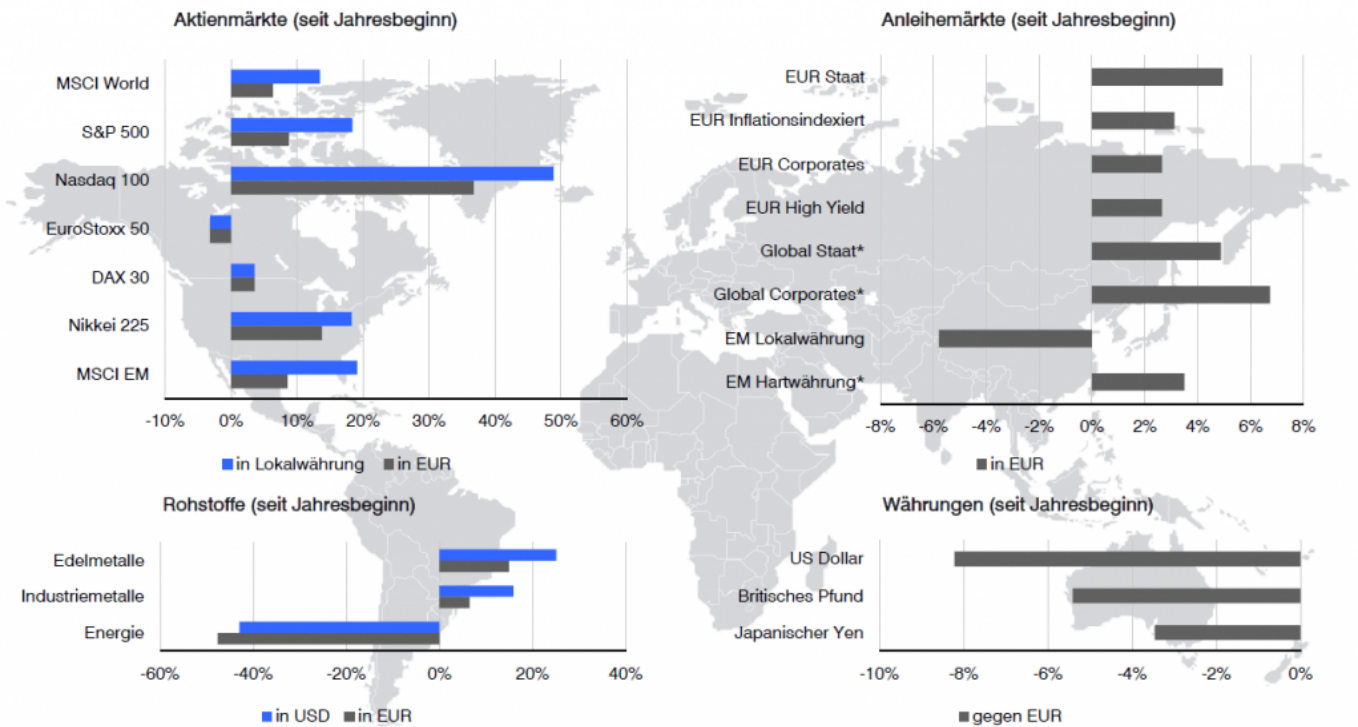 Aktienmärkte (seit Jahresbeginn)
MSCI World
S&P 500
Nasdaq 100
EuroStoxx 50
DAX 30
Nikkei 225
MSCI EM
-10% 0% 10% 20% 30% 40% 50% 60%
in Lokalwährung in EUR
Anleihemärkte (seit Jahresbeginn)
EUR Staat
EUR Inflationsindexiert
EUR Corporates
EUR High Yield
Global Staat*
Global Corporates*
EM Lokalwährung
EM Hartwährung*
-8% -6% -4% -2% 0% 2% 4% 6% 8%
in EUR
Rohstoffe (seit Jahresbeginn)
Edelmetalle
Industriemetalle
Energie
-60% -40% -20% 0% 20% 40%
in USD in EUR
Währungen (seit Jahresbeginn)
US Dollar
Britisches Pfund
Japanischer Yen
-10% -8% -6% -4% -2% 0%
gegen EUR